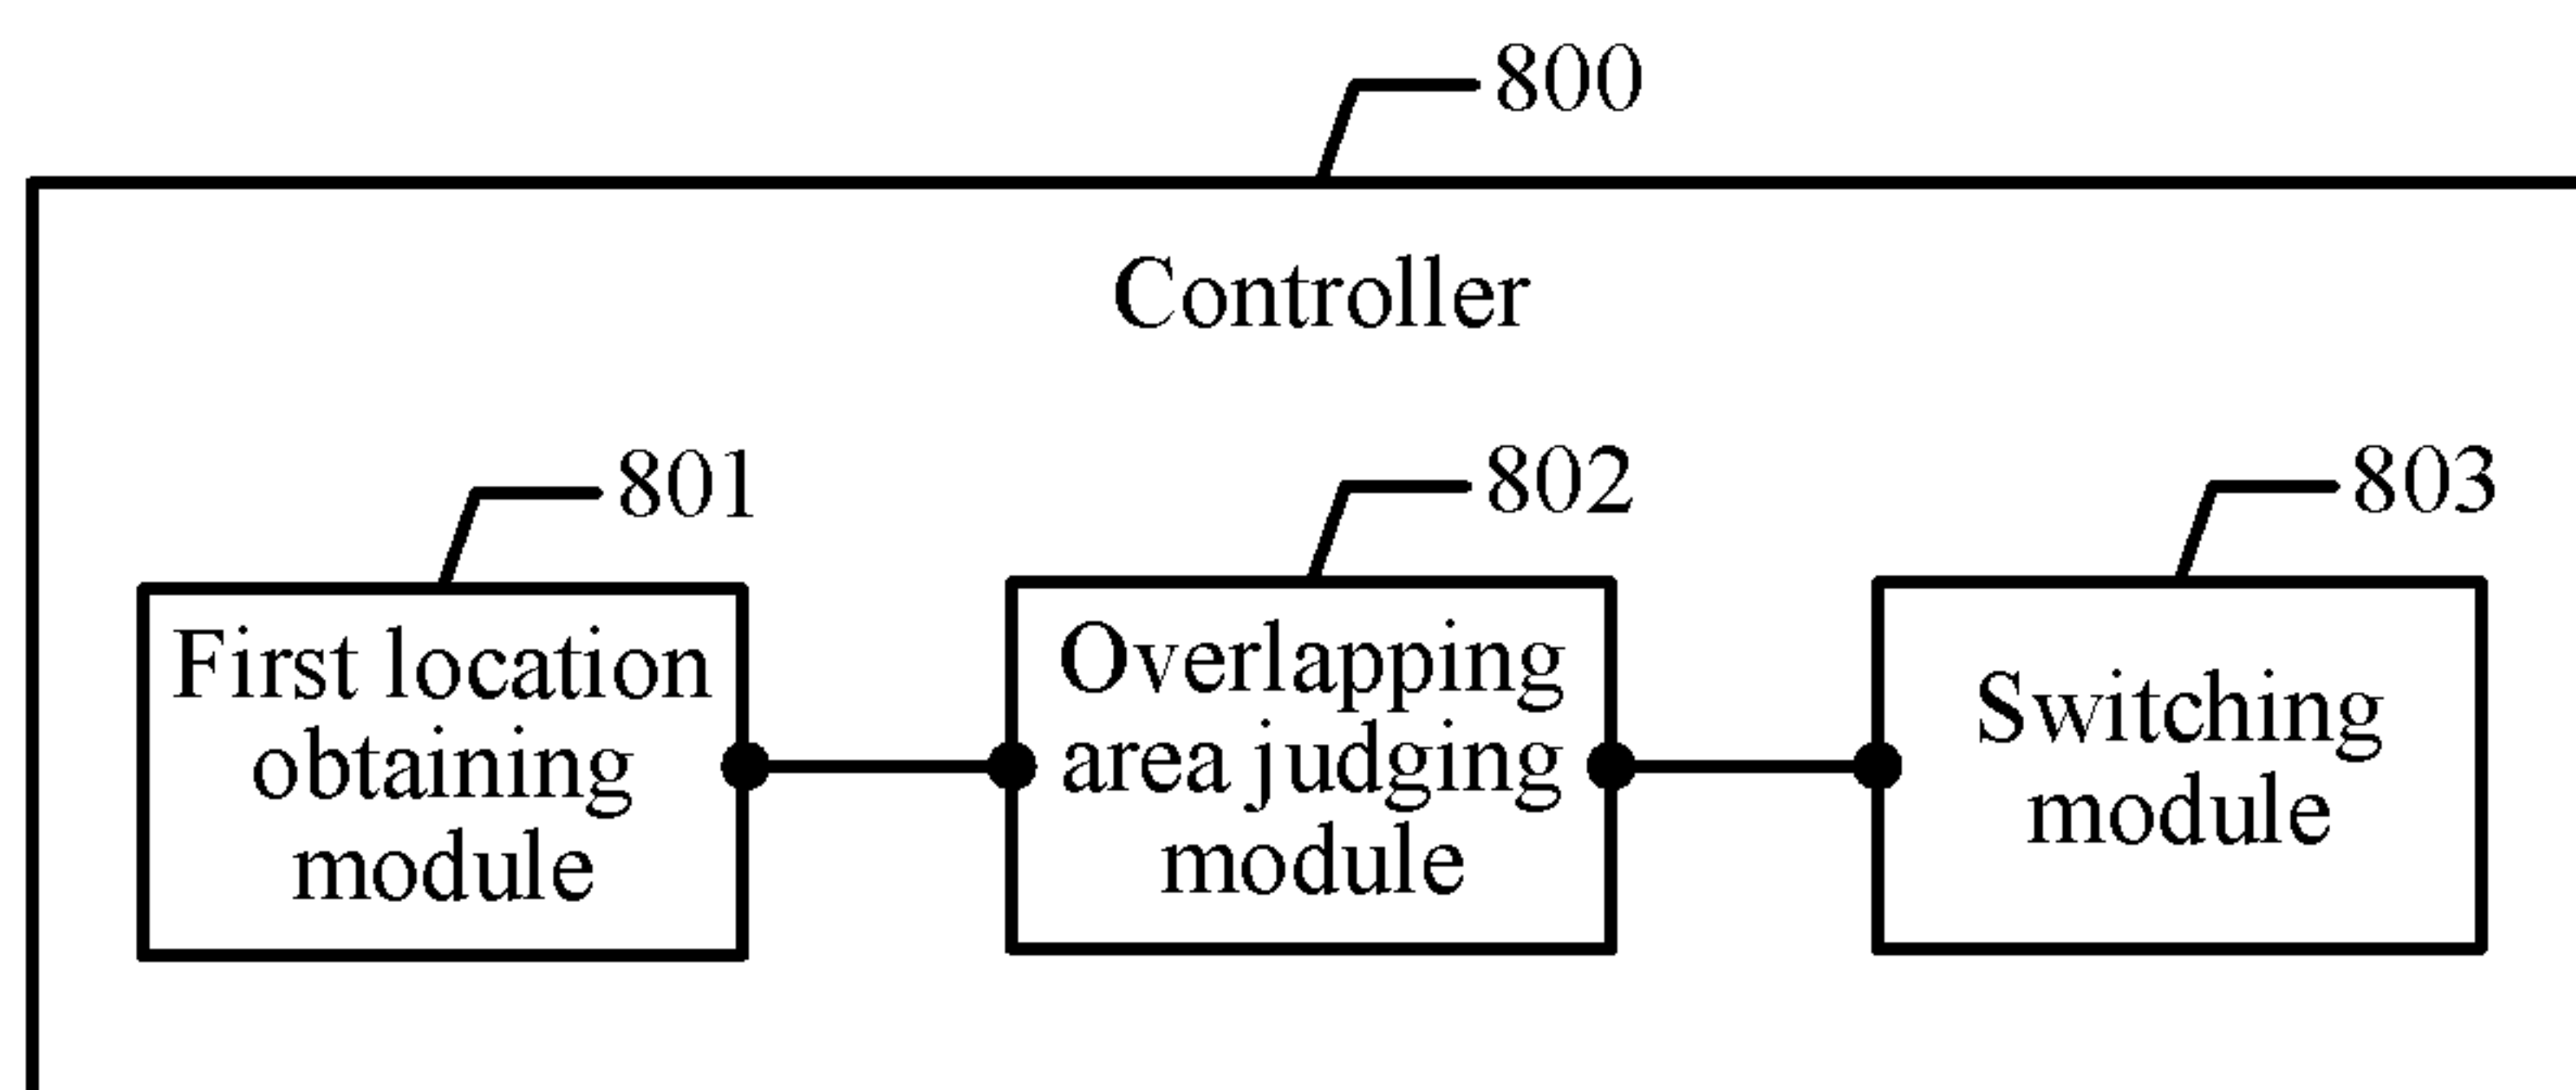 800
Controller
801
802
803
First location
obtaining
module
Overlapping
area judging
module
Switching
module